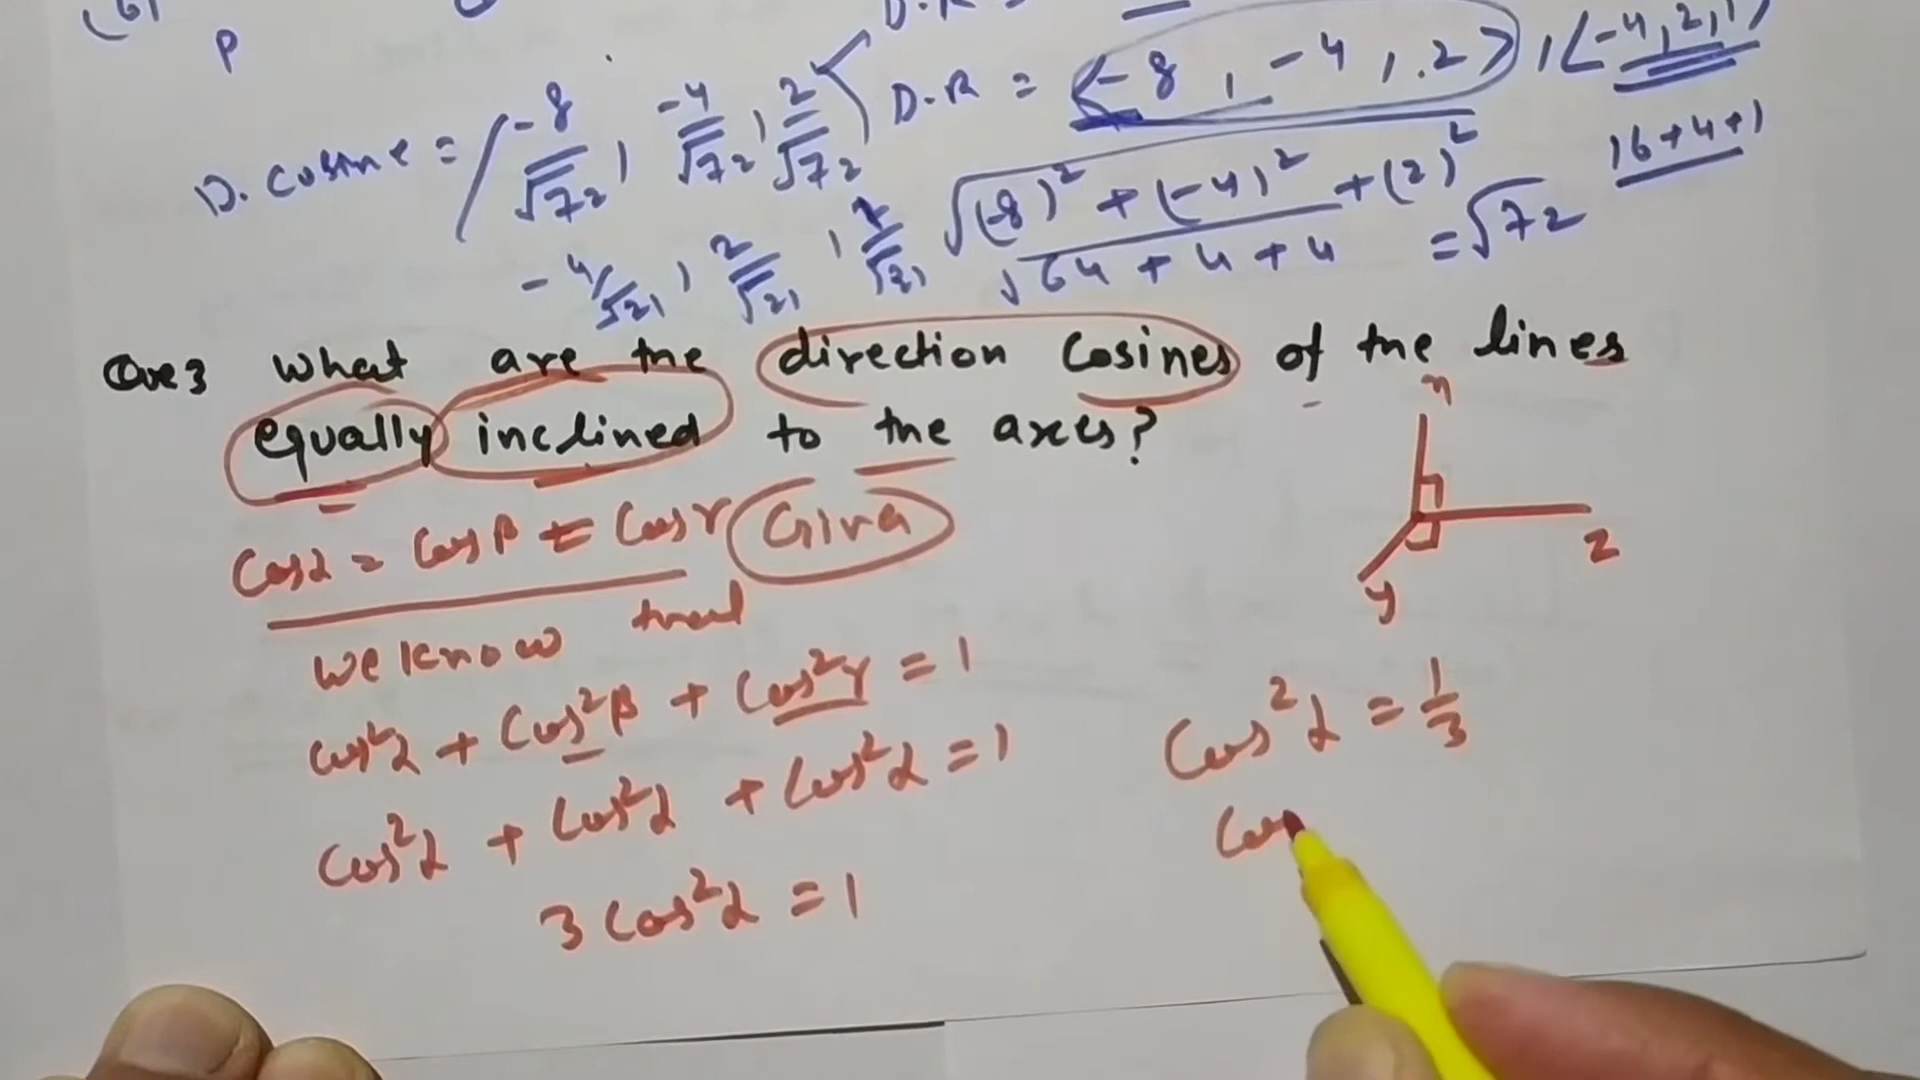 (b)
P
D.R =
D.R = <-8, -4, .2>, <-4, 2, 1>
D. Cosine = -8/√72, -4/√72, 2/√72
√(-8)² + (-4)² + (2)²
16+4+1
-4/√21, 2/√21, 1/√21
√64 + 4 + 4 = √72
Que 3 What are the direction Cosines of the lines
equally inclined to the axes?
Cosα = Cosβ = Cosγ
x
z
y
we know that
cos²α + Cos²β + Cos²γ = 1
Cos²α + Cos²α + Cos²α = 1
3 Cos²α = 1
Cos²α = 1/3
Cos